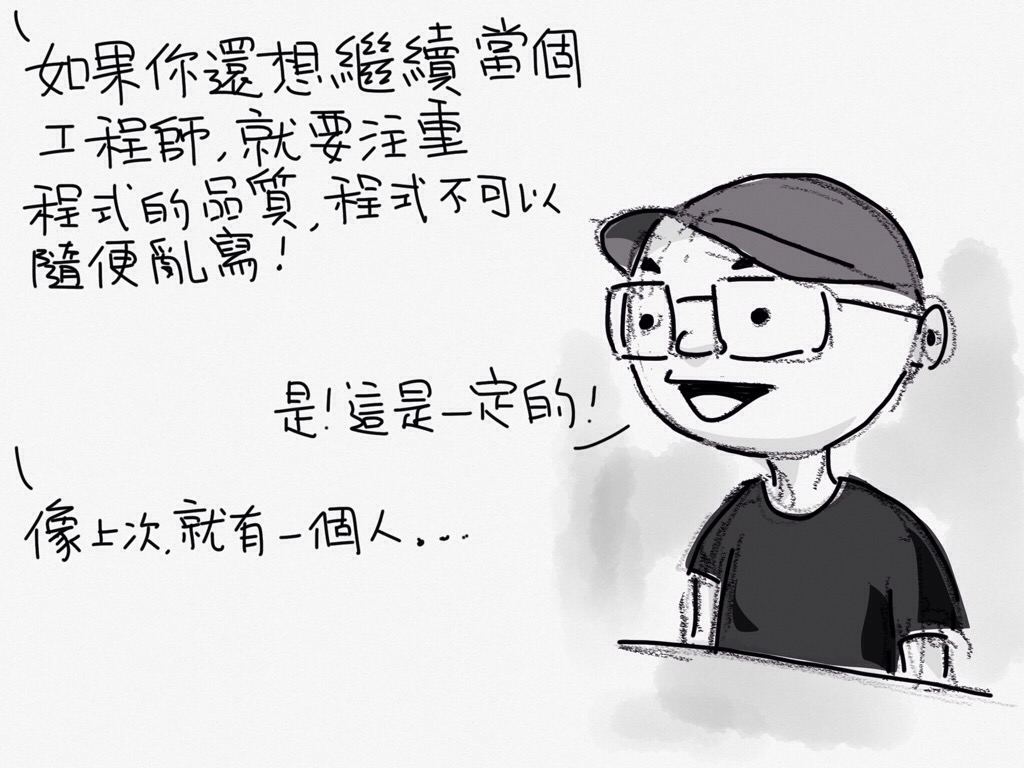 如果你還想繼續當個
工程師,就要注重
程式的品質,程式不可以
隨便亂寫!
是!這是一定的!
像上次,就有一個人...